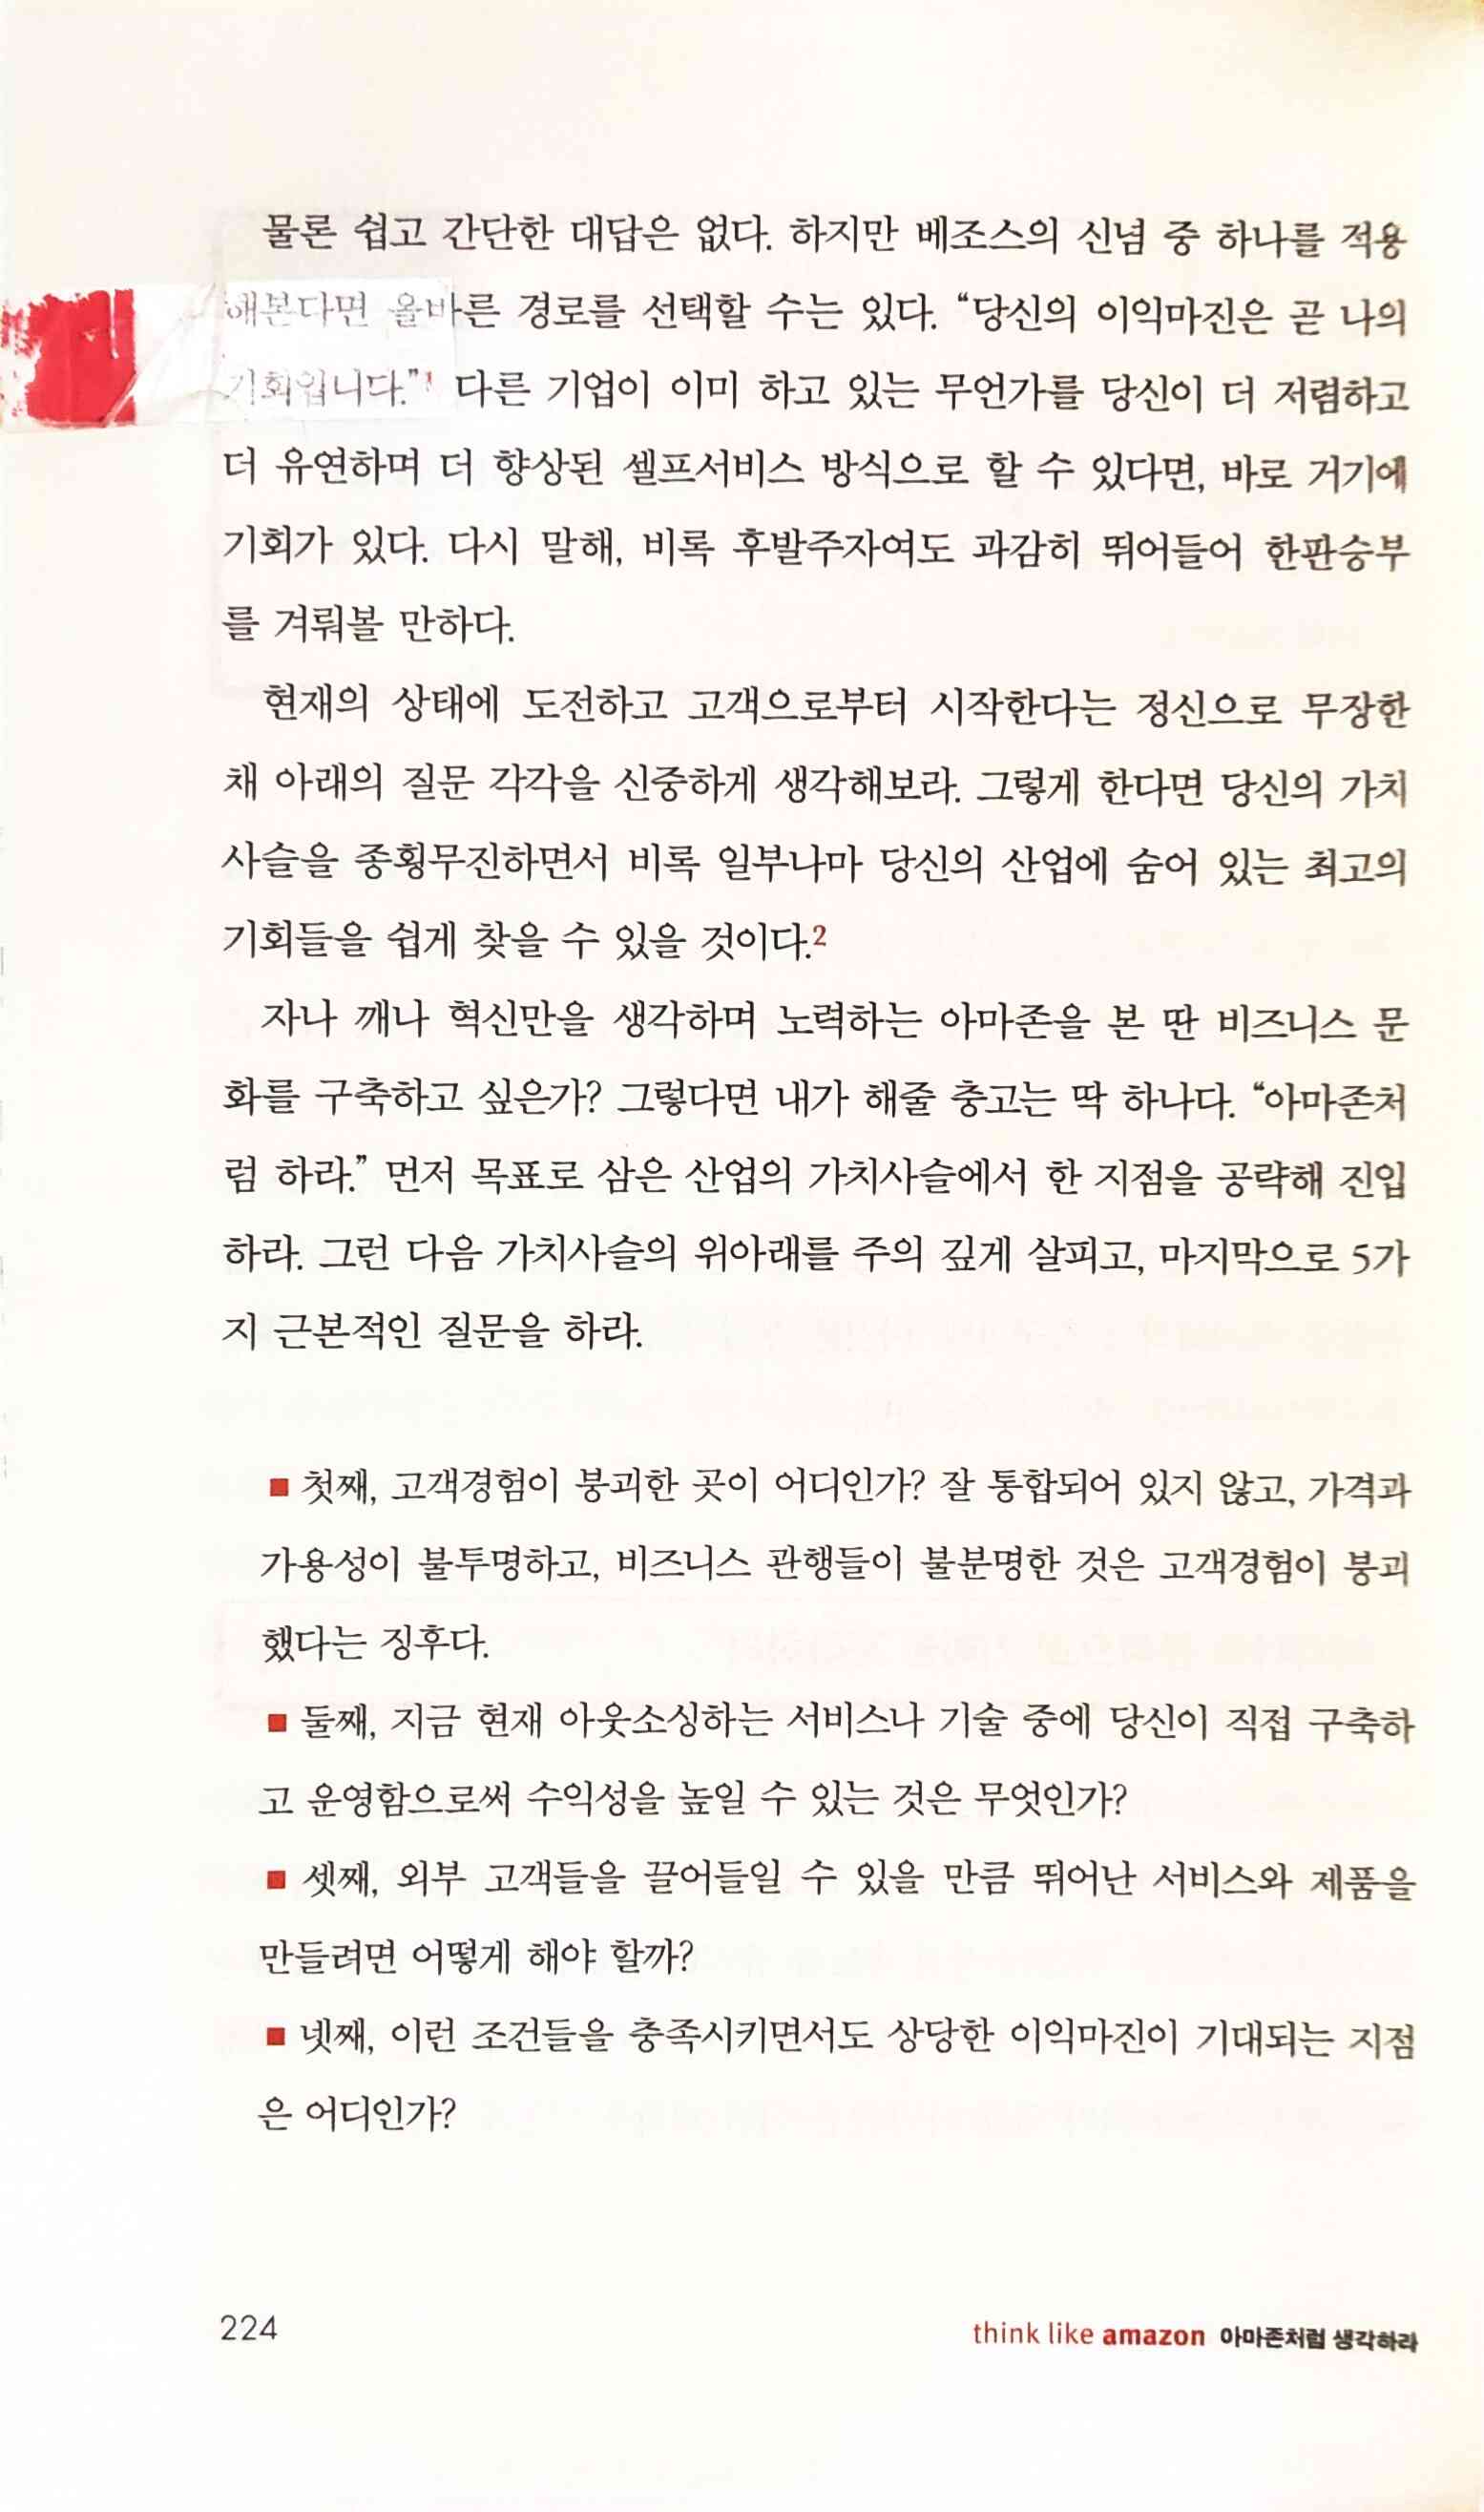 물론 쉽고 간단한 대답은 없다. 하지만 베조스의 신념 중 하나를 적용
해본다면 올바른 경로를 선택할 수는 있다. “당신의 이익마진은 곧 나의
기회입니다.”1 다른 기업이 이미 하고 있는 무언가를 당신이 더 저렴하고
더 유연하며 더 향상된 셀프서비스 방식으로 할 수 있다면, 바로 거기에
기회가 있다. 다시 말해, 비록 후발주자여도 과감히 뛰어들어 한판승부
를 겨뤄볼 만하다.
현재의 상태에 도전하고 고객으로부터 시작한다는 정신으로 무장한
채 아래의 질문 각각을 신중하게 생각해보라. 그렇게 한다면 당신의 가치
사슬을 종횡무진하면서 비록 일부나마 당신의 산업에 숨어 있는 최고의
기회들을 쉽게 찾을 수 있을 것이다.2
자나 깨나 혁신만을 생각하며 노력하는 아마존을 본 딴 비즈니스 문
화를 구축하고 싶은가? 그렇다면 내가 해줄 충고는 딱 하나다. “아마존처
럼 하라.” 먼저 목표로 삼은 산업의 가치사슬에서 한 지점을 공략해 진입
하라. 그런 다음 가치사슬의 위아래를 주의 깊게 살피고, 마지막으로 5가
지 근본적인 질문을 하라.
■ 첫째, 고객경험이 붕괴한 곳이 어디인가? 잘 통합되어 있지 않고, 가격과
가용성이 불투명하고, 비즈니스 관행들이 불분명한 것은 고객경험이 붕괴
했다는 징후다.
■ 둘째, 지금 현재 아웃소싱하는 서비스나 기술 중에 당신이 직접 구축하
고 운영함으로써 수익성을 높일 수 있는 것은 무엇인가?
■ 셋째, 외부 고객들을 끌어들일 수 있을 만큼 뛰어난 서비스와 제품을
만들려면 어떻게 해야 할까?
■ 넷째, 이런 조건들을 충족시키면서도 상당한 이익마진이 기대되는 지점
은 어디인가?
224
think like amazon 아마존처럼 생각하라